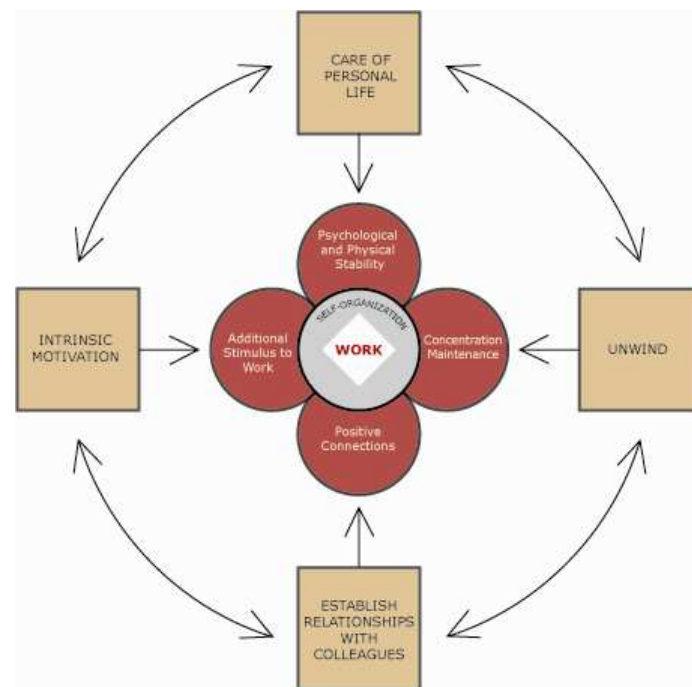 CARE OF
PERSONAL
LIFE
Psychological
and Physical
Stability
SELF-ORGANIZATION
INTRINSIC
MOTIVATION
Additional
Stimulus to
Work
WORK
Concentration
Maintenance
UNWIND
Positive
Connections
ESTABLISH
RELATIONSHIPS
WITH
COLLEAGUES